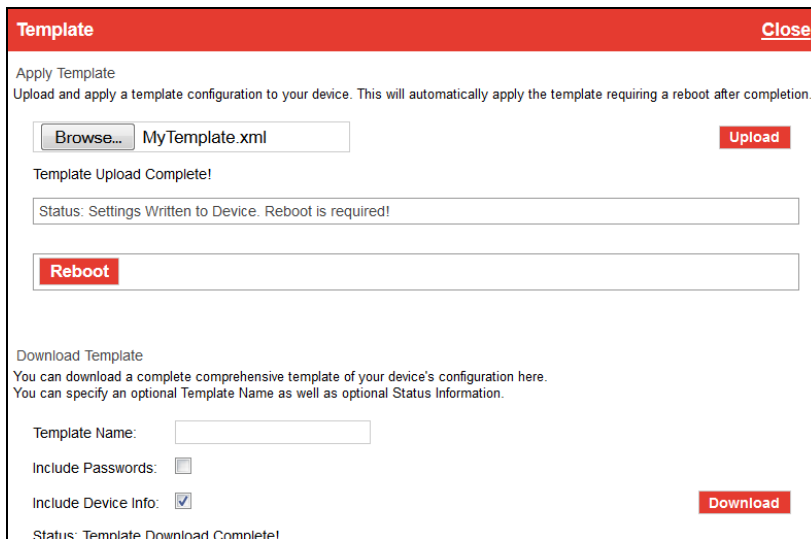 Template
Close
Apply Template
Upload and apply a template configuration to your device. This will automatically apply the template requiring a reboot after completion.
Browse... MyTemplate.xml
Upload
Template Upload Complete!
Status: Settings Written to Device. Reboot is required!
Reboot
Download Template
You can download a complete comprehensive template of your device's configuration here.
You can specify an optional Template Name as well as optional Status Information.
Template Name:
Include Passwords:
Include Device Info:
Download
Status: Template Download Complete!